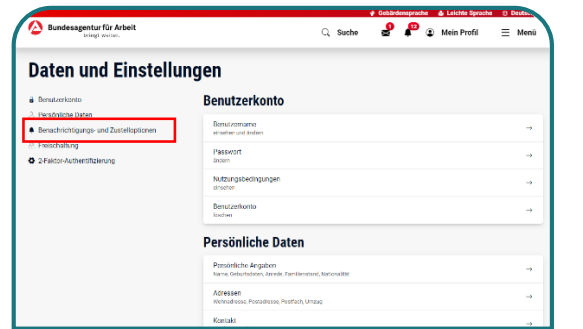 Gebärdensprache Leichte Sprache Deutsch
Bundesagentur für Arbeit
bringt weiter.
Suche 1 12 Mein Profil Menü
Daten und Einstellungen
Benutzerkonto
Persönliche Daten
Benachrichtigungs- und Zustelloptionen
Freischaltung
2-Faktor-Authentifizierung
Benutzerkonto
Benutzername
einsehen und ändern
Passwort
ändern
Nutzungsbedingungen
einsehen
Benutzerkonto
löschen
Persönliche Daten
Persönliche Angaben
Name, Geburtsdaten, Anrede, Familienstand, Nationalität
Adressen
Wohnadresse, Postadresse, Postfach, Umzug
Kontakt